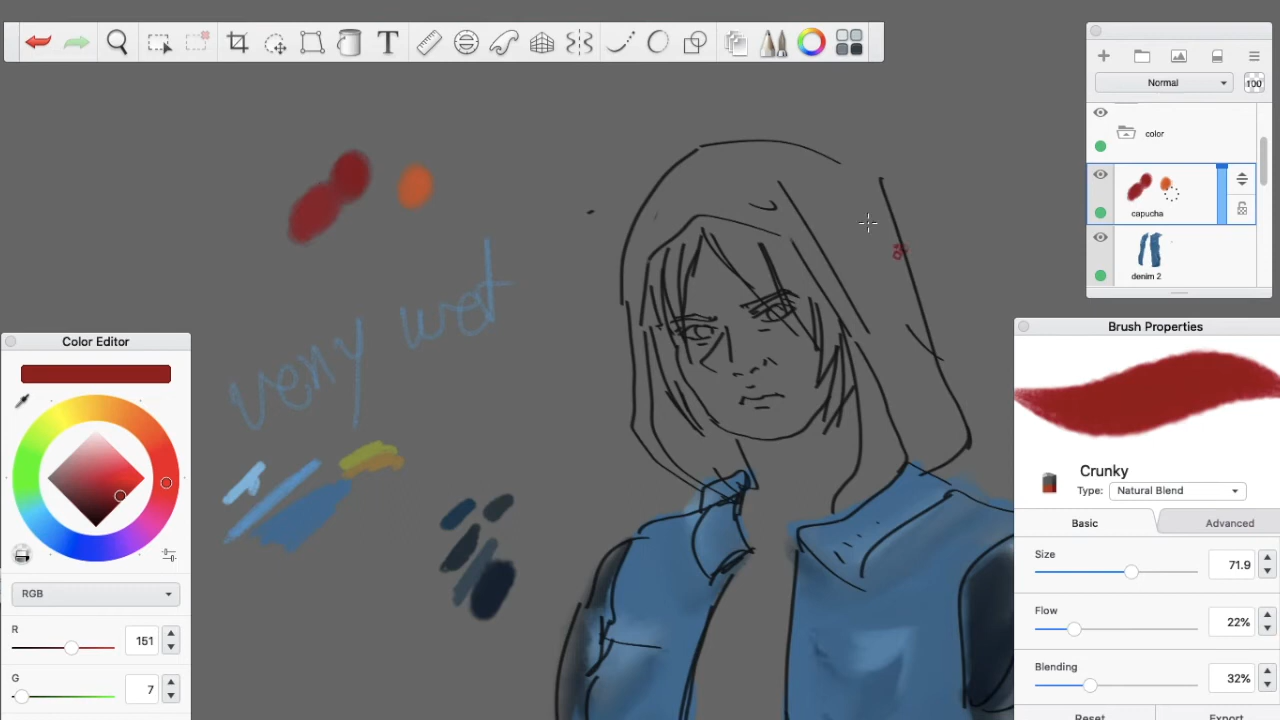 T
Normal
100
color
capucha
denim 2
very wet
Color Editor
RGB
R 151
G 7
Brush Properties
Crunky
Type: Natural Blend
Basic Advanced
Size
71.9
Flow
22%
Blending
32%
Reset Export